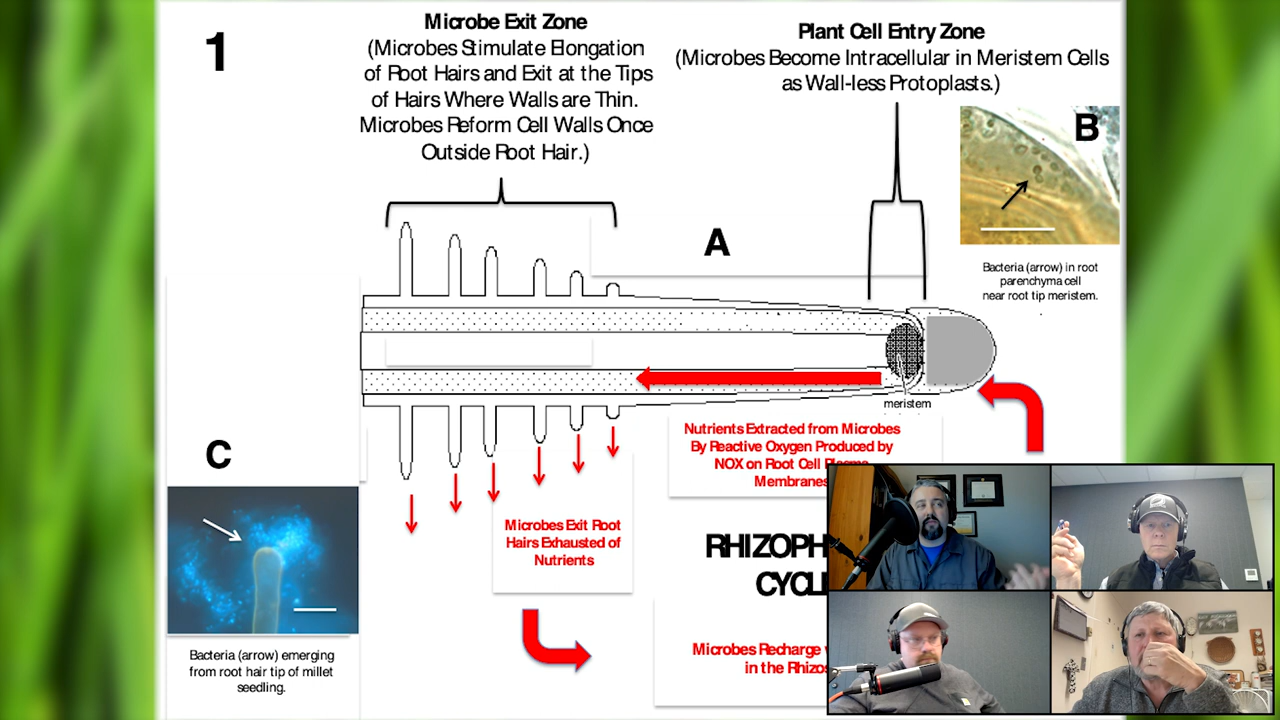 1
Microbe Exit Zone
(Microbes Stimulate Elongation
of Root Hairs and Exit at the Tips
of Hairs Where Walls are Thin.
Microbes Reform Cell Walls Once
Outside Root Hair.)
Plant Cell Entry Zone
(Microbes Become Intracellular in Meristem Cells
as Wall-less Protoplasts.)
B
Bacteria (arrow) in root
parenchyma cell
near root tip meristem.
A
meristem
Nutrients Extracted from Microbes
By Reactive Oxygen Produced by
NOX on Root Cell Plasma
Membranes
C
Bacteria (arrow) emerging
from root hair tip of millet
seedling.
Microbes Exit Root
Hairs Exhausted of
Nutrients
RHIZOPH
CYCL
Microbes Recharge
in the Rhizos